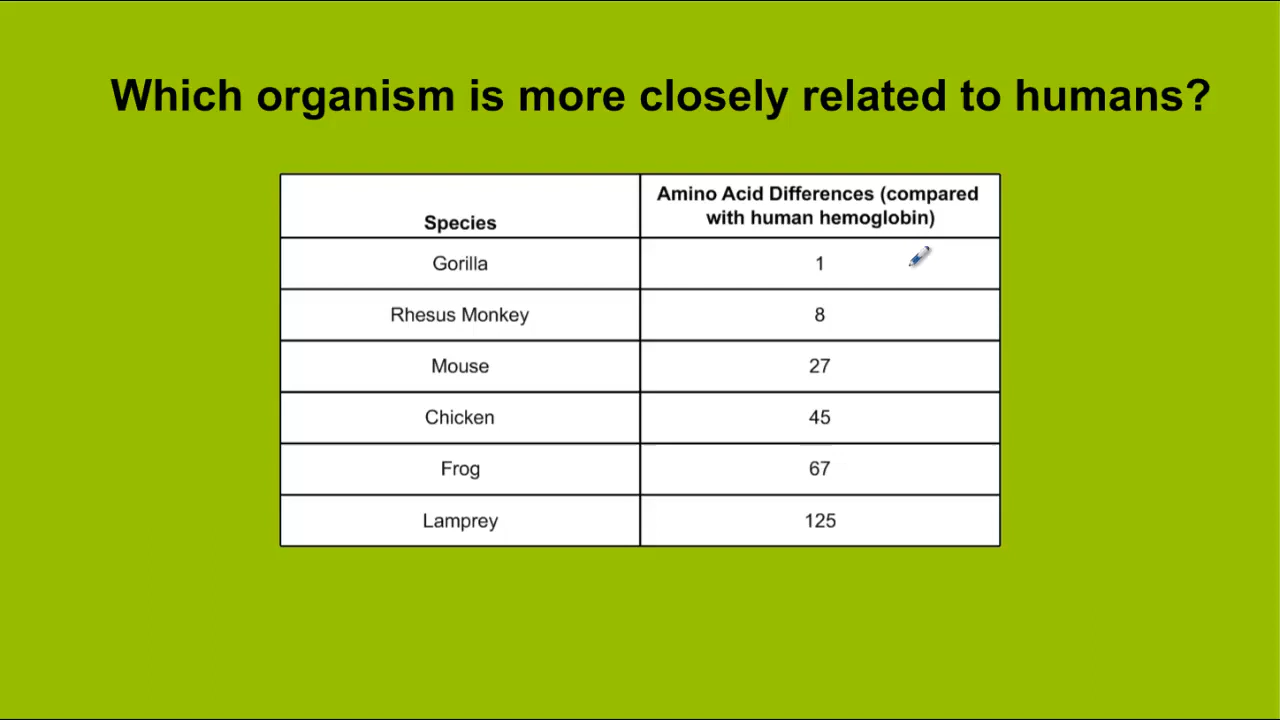 Which organism is more closely related to humans?
Species
Amino Acid Differences (compared
with human hemoglobin)
Gorilla 1
Rhesus Monkey 8
Mouse 27
Chicken 45
Frog 67
Lamprey 125